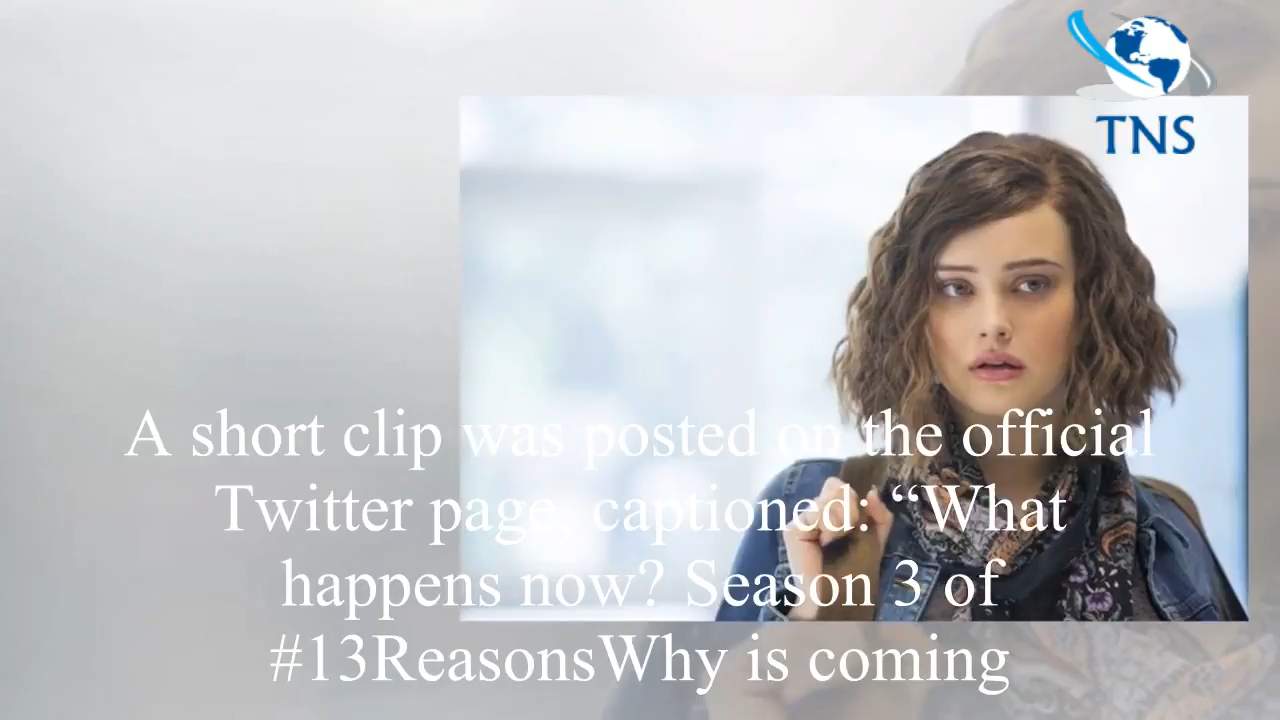 TNS
A short clip was posted on the official
Twitter page, captioned: “What
happens now? Season 3 of
#13ReasonsWhy is coming